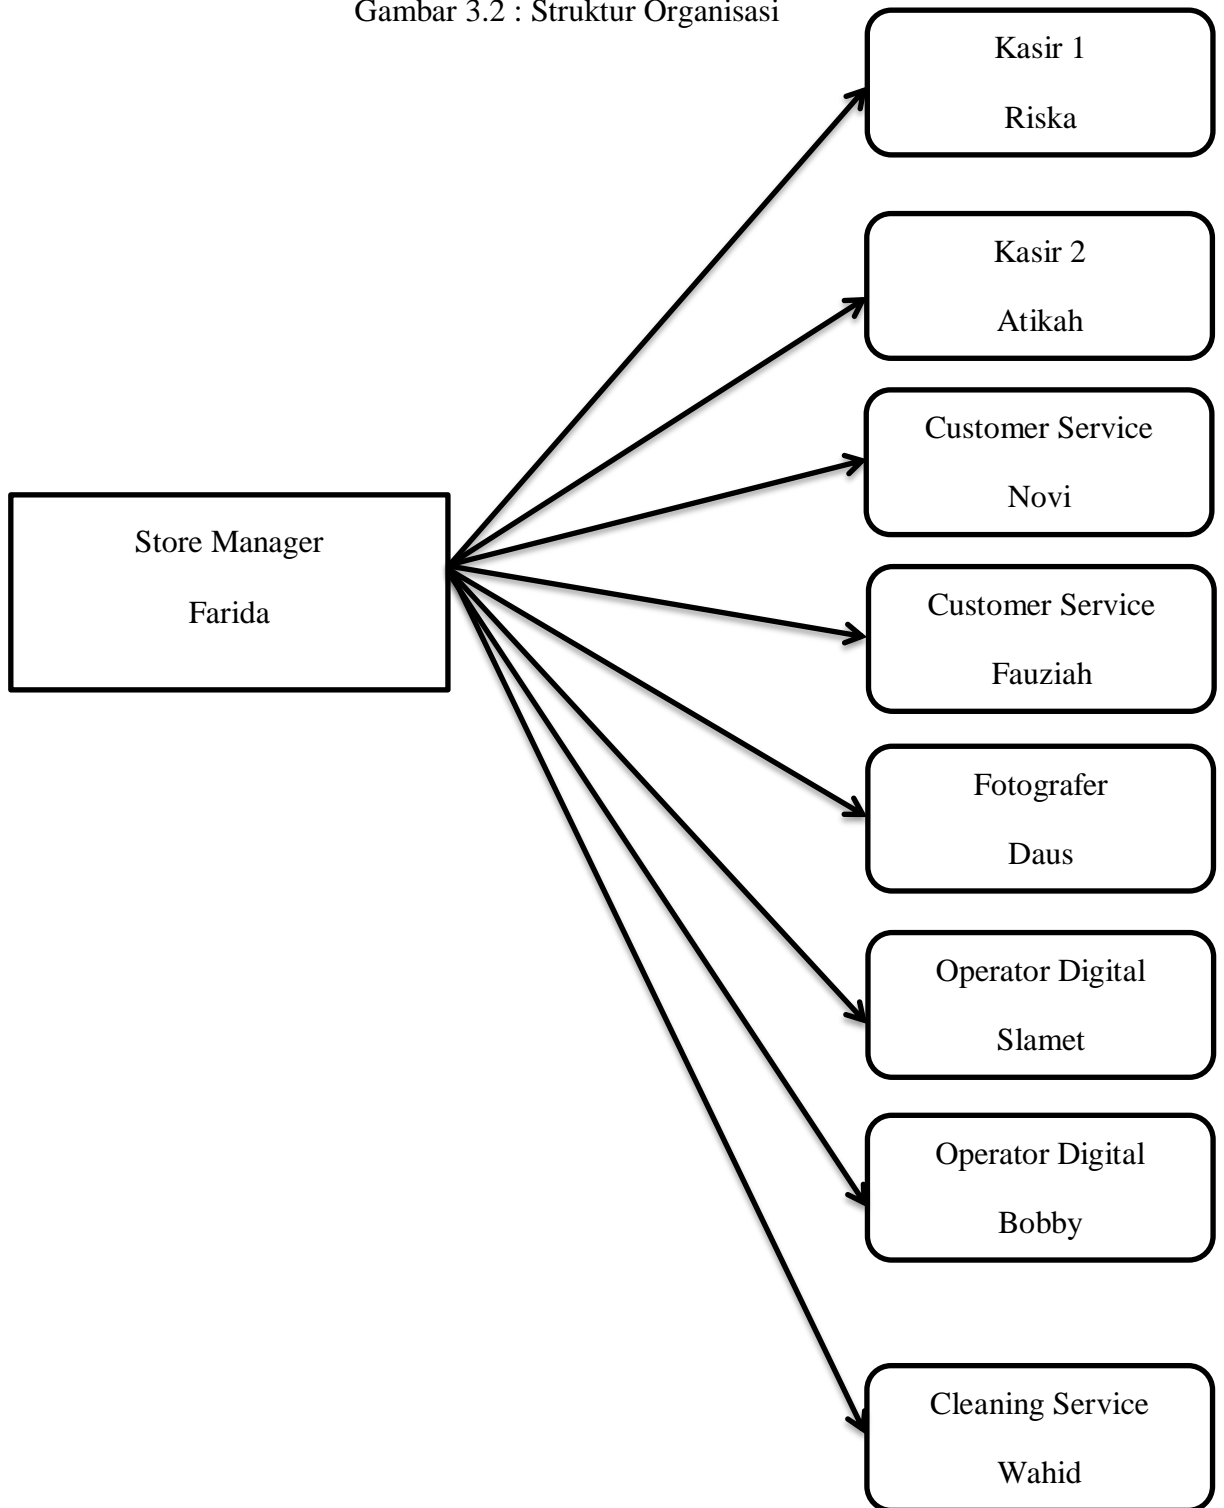 Gambar 3.2 : Struktur Organisasi
Kasir 1
Riska
Kasir 2
Atikah
Customer Service
Novi
Store Manager
Farida
Customer Service
Fauziah
Fotografer
Daus
Operator Digital
Slamet
Operator Digital
Bobby
Cleaning Service
Wahid